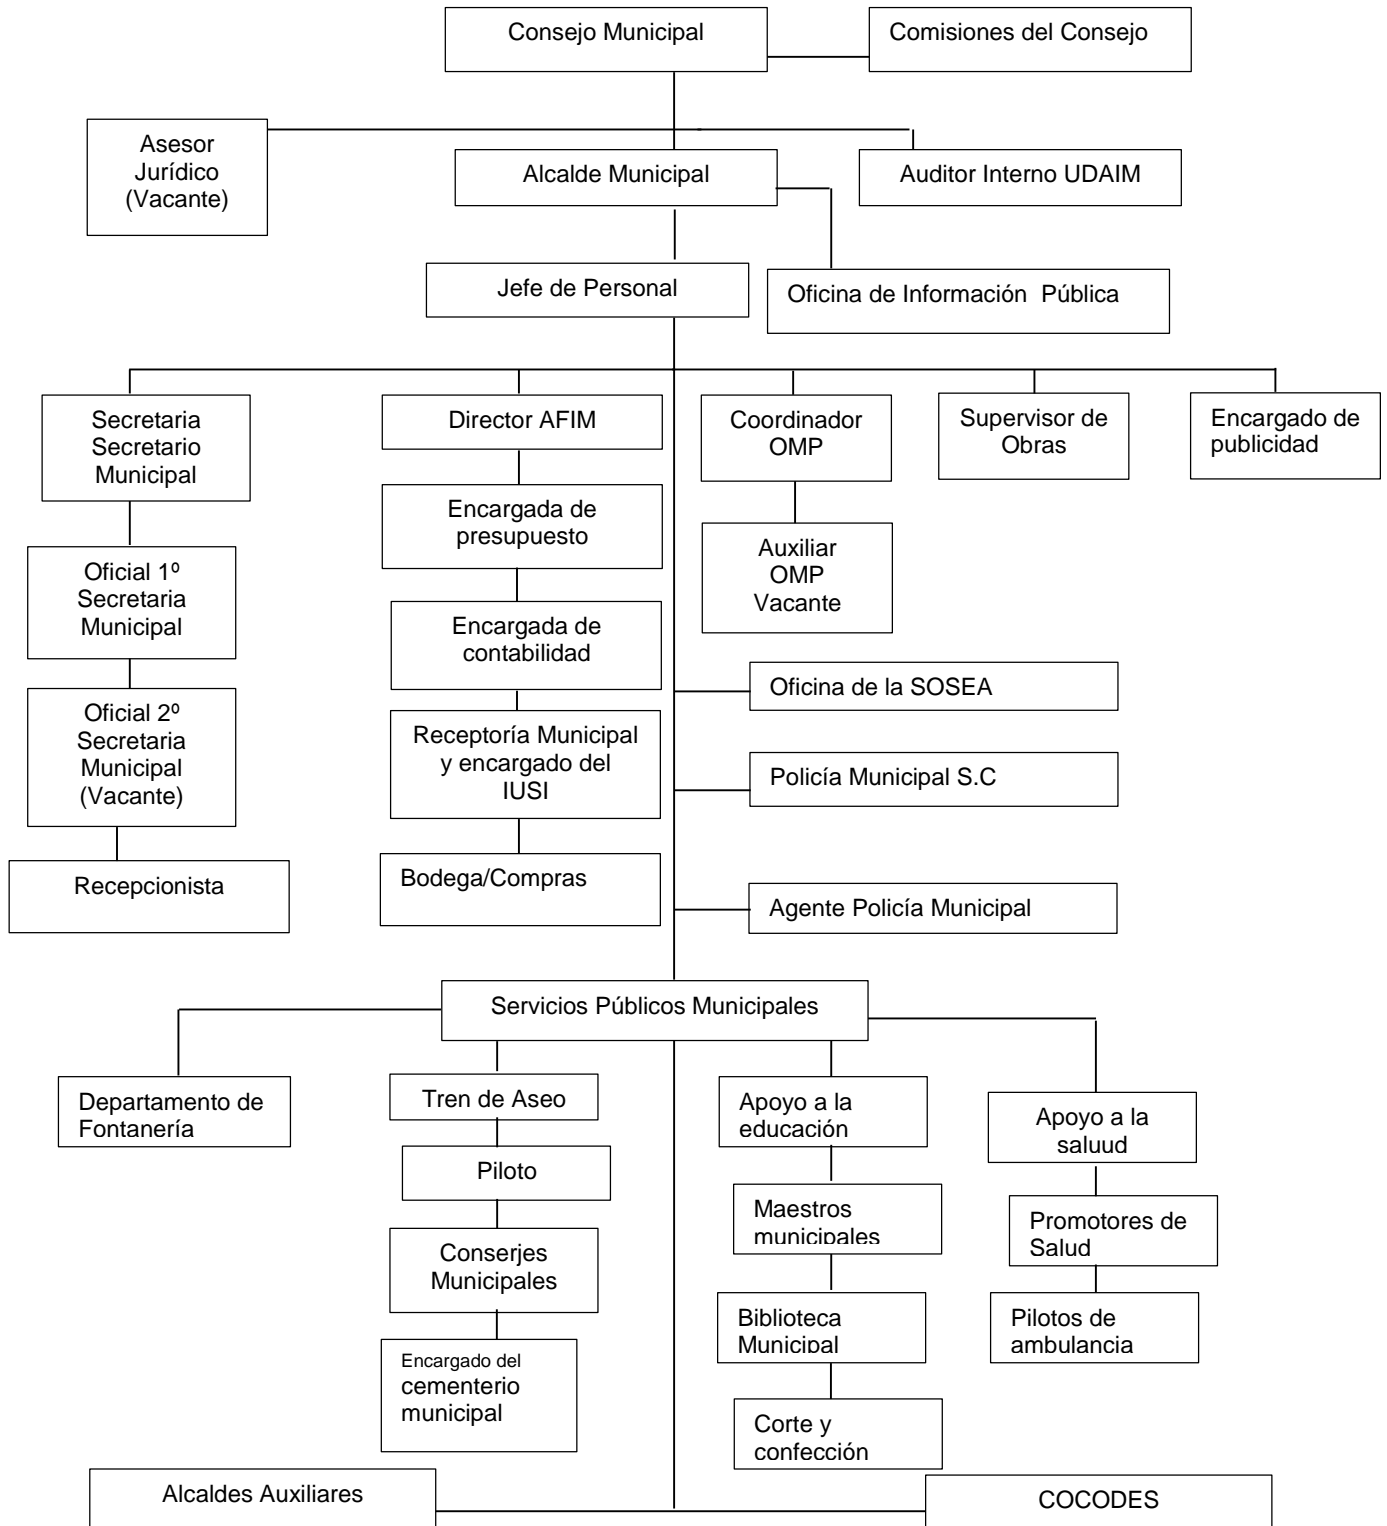 Consejo Municipal
Comisiones del Consejo
Asesor
Jurídico
(Vacante)
Alcalde Municipal
Auditor Interno UDAIM
Jefe de Personal
Oficina de Información  Pública
Secretaria
Secretario
Municipal
Director AFIM
Coordinador
OMP
Supervisor de
Obras
Encargado de
publicidad
Encargada de
presupuesto
Oficial 1º
Secretaria
Municipal
Auxiliar
OMP
Vacante
Encargada de
contabilidad
Oficina de la SOSEA
Oficial 2º
Secretaria
Municipal
(Vacante)
Receptoría Municipal
y encargado del
IUSI
Policía Municipal S.C
Recepcionista
Bodega/Compras
Agente Policía Municipal
Servicios Públicos Municipales
Departamento de
Fontanería
Tren de Aseo
Apoyo a la
educación
Apoyo a la
saluud
Piloto
Maestros
municipales
Promotores de
Salud
Conserjes
Municipales
Biblioteca
Municipal
Pilotos de
ambulancia
Encargado del
cementerio
municipal
Corte y
confección
Alcaldes Auxiliares
COCODES